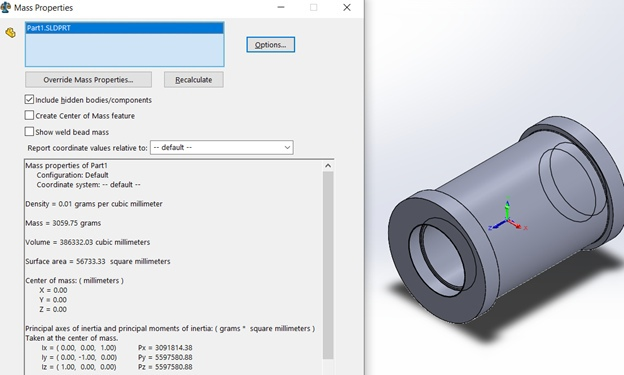 Mass Properties
Part1.SLDPRT
Options...
Override Mass Properties...
Recalculate
Include hidden bodies/components
Create Center of Mass feature
Show weld bead mass
Report coordinate values relative to:
-- default --
Mass properties of Part1
Configuration: Default
Coordinate system: -- default --
Density = 0.01 grams per cubic millimeter
Mass = 3059.75 grams
Volume = 386332.03 cubic millimeters
Surface area = 56733.33 square millimeters
Center of mass: ( millimeters )
X = 0.00
Y = 0.00
Z = 0.00
Principal axes of inertia and principal moments of inertia: ( grams * square millimeters )
Taken at the center of mass.
Ix = ( 0.00, 0.00, 1.00) Px = 3091814.38
Iy = ( 0.00, -1.00, 0.00) Py = 5597580.88
Iz = ( 1.00, 0.00, 0.00) Pz = 5597580.88
Y
Z
X